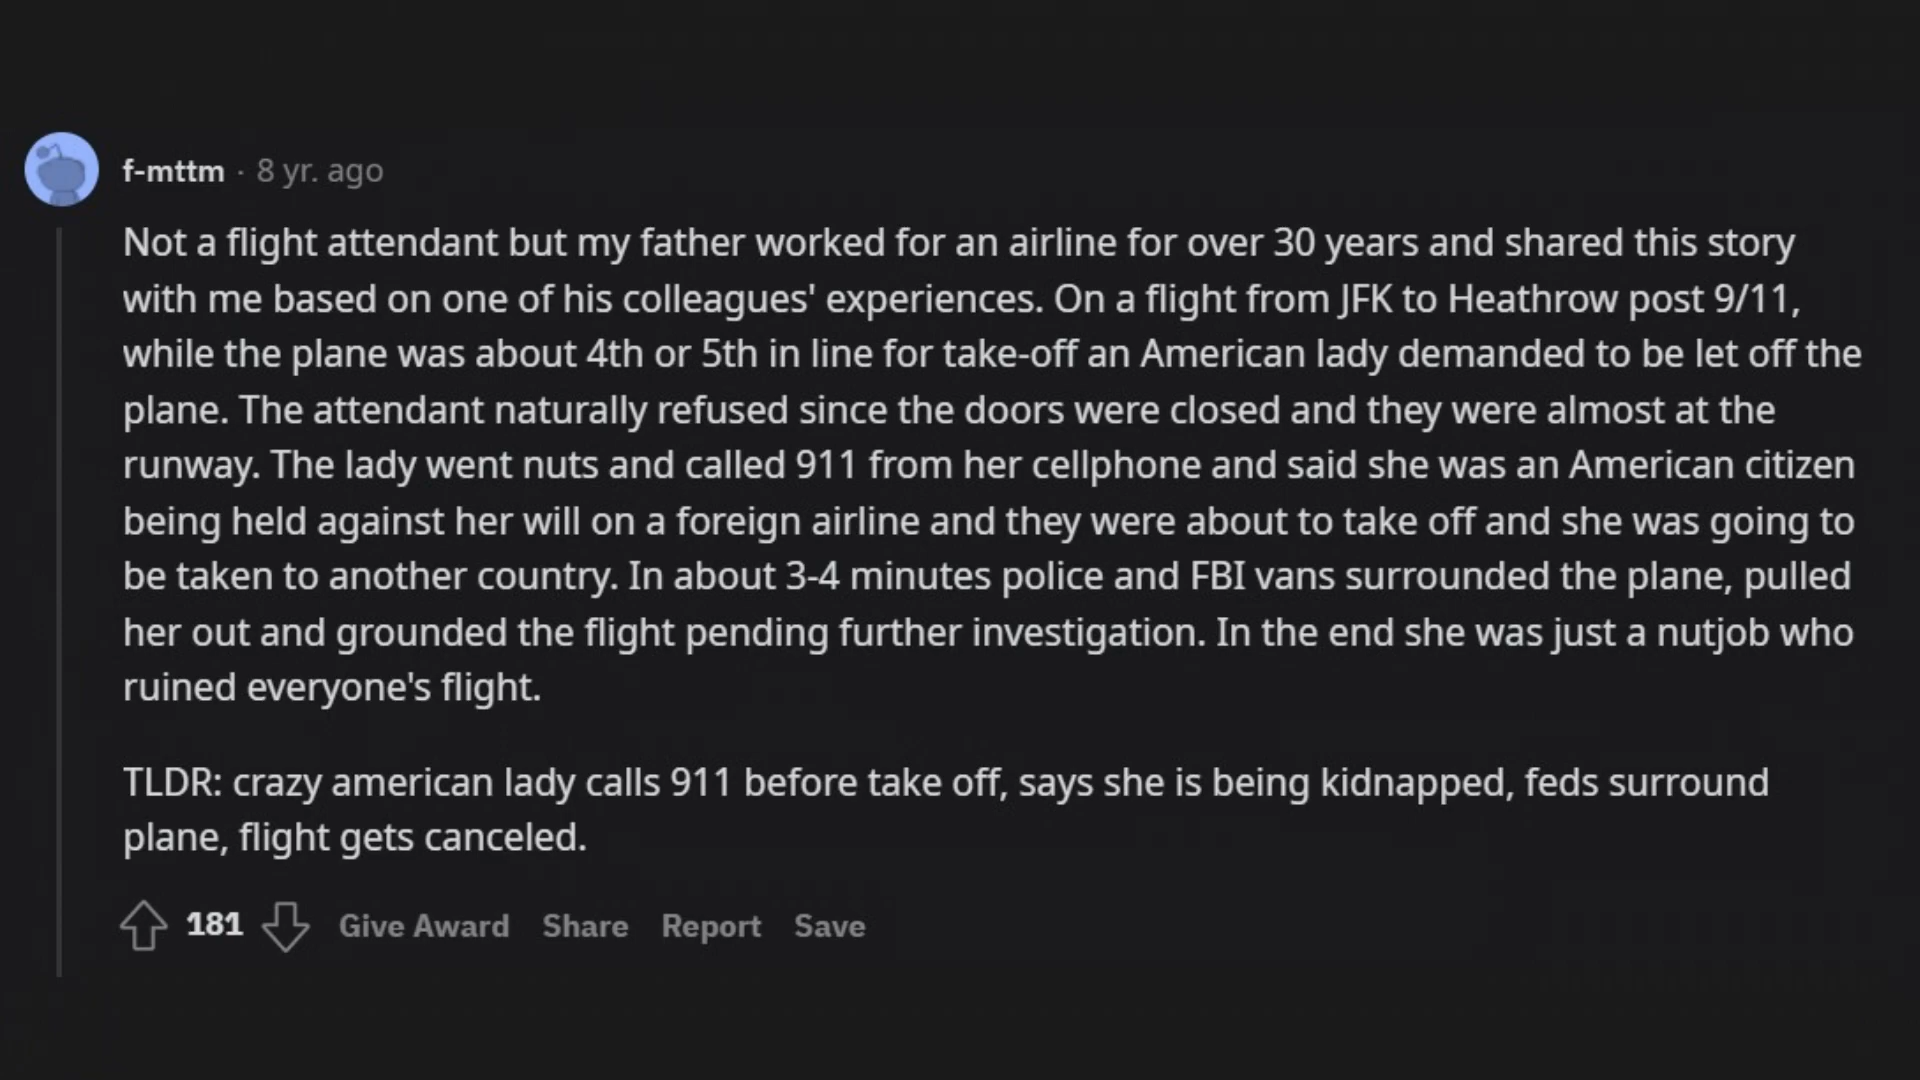 f-mttm · 8 yr. ago
Not a flight attendant but my father worked for an airline for over 30 years and shared this story
with me based on one of his colleagues' experiences. On a flight from JFK to Heathrow post 9/11,
while the plane was about 4th or 5th in line for take-off an American lady demanded to be let off the
plane. The attendant naturally refused since the doors were closed and they were almost at the
runway. The lady went nuts and called 911 from her cellphone and said she was an American citizen
being held against her will on a foreign airline and they were about to take off and she was going to
be taken to another country. In about 3-4 minutes police and FBI vans surrounded the plane, pulled
her out and grounded the flight pending further investigation. In the end she was just a nutjob who
ruined everyone's flight.
TLDR: crazy american lady calls 911 before take off, says she is being kidnapped, feds surround
plane, flight gets canceled.
181 Give Award Share Report Save